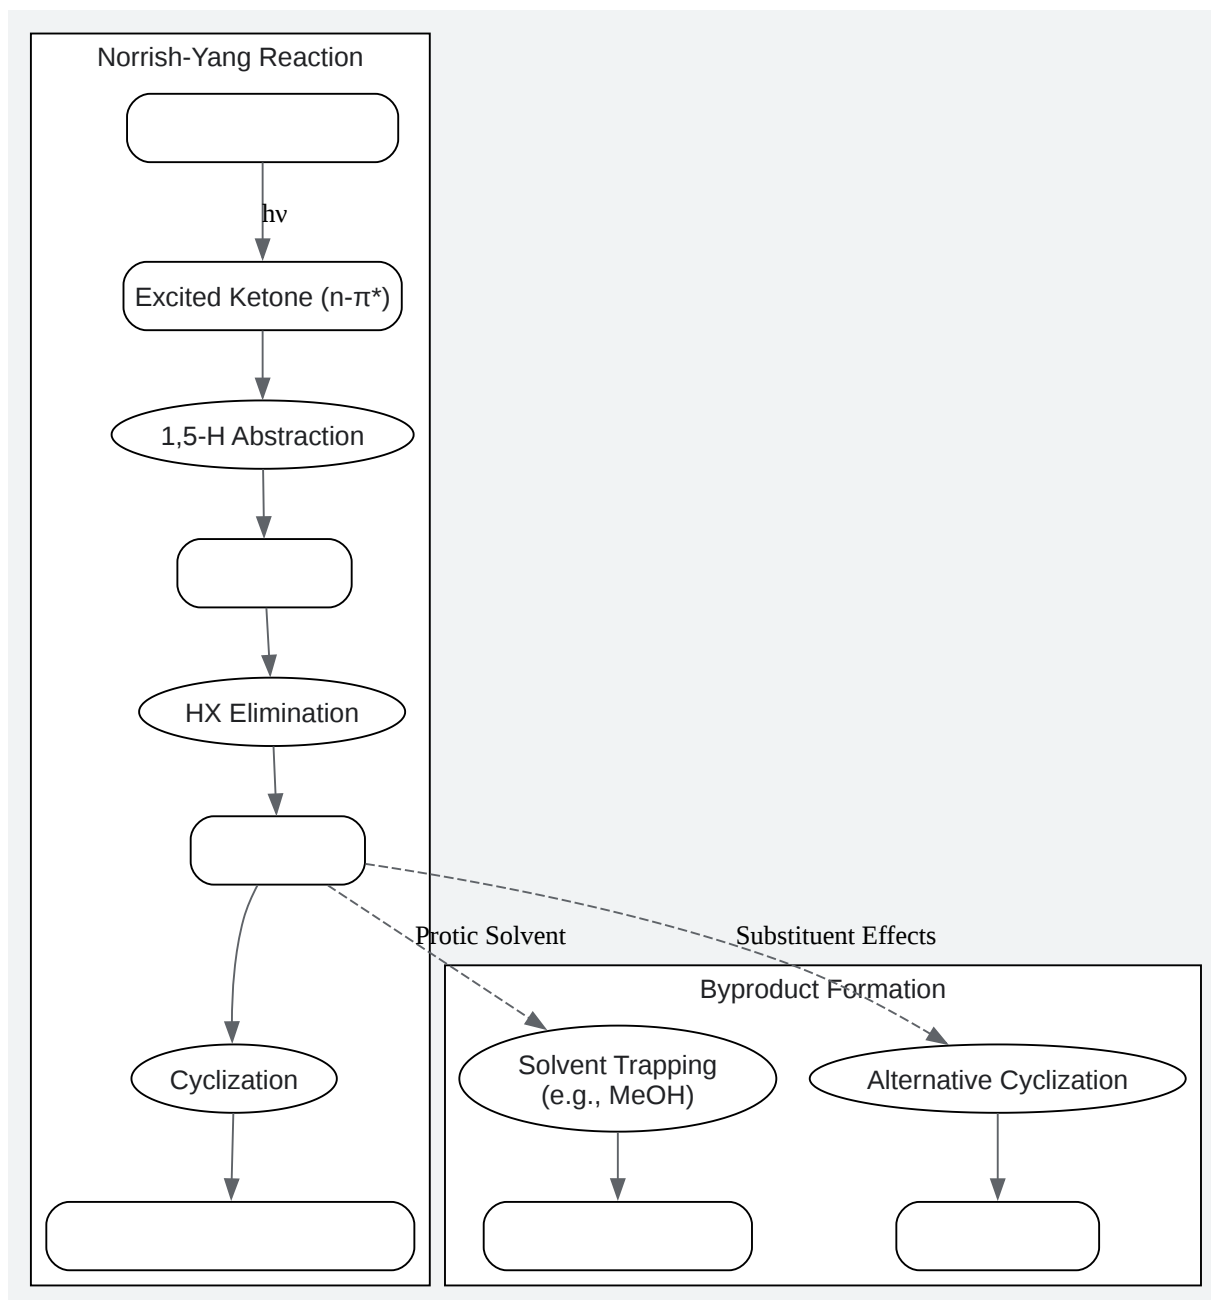 Norrish-Yang Reaction
hν
Excited Ketone (n-π*)
1,5-H Abstraction
HX Elimination
Protic Solvent
Substituent Effects
Byproduct Formation
Solvent Trapping
(e.g., MeOH)
Cyclization
Alternative Cyclization